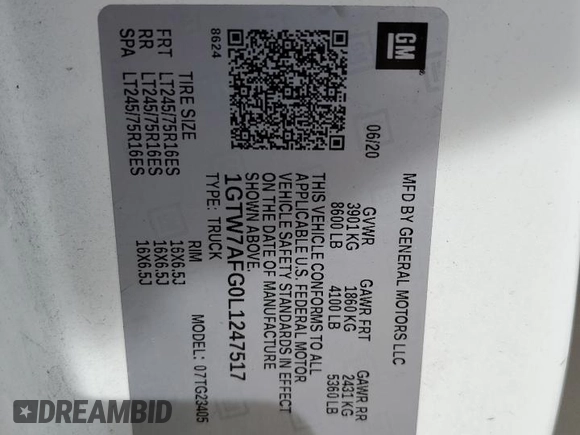 GM
MFD BY GENERAL MOTORS LLC
06/20 GVWR GAWR FRT GAWR RR
3901 KG 1860 KG 2431 KG
8600 LB 4100 LB 5360 LB
THIS VEHICLE CONFORMS TO ALL
APPLICABLE U.S. FEDERAL MOTOR
VEHICLE SAFETY STANDARDS IN EFFECT
ON THE DATE OF MANUFACTURE
SHOWN ABOVE.
1GTW7AFG0L1247517
TYPE: TRUCK MODEL: 07TG23405
8624
TIRE SIZE RIM
FRT LT245/75R16ES 16X6.5J
RR LT245/75R16ES 16X6.5J
SPA LT245/75R16ES 16X6.5J
DREAMBID